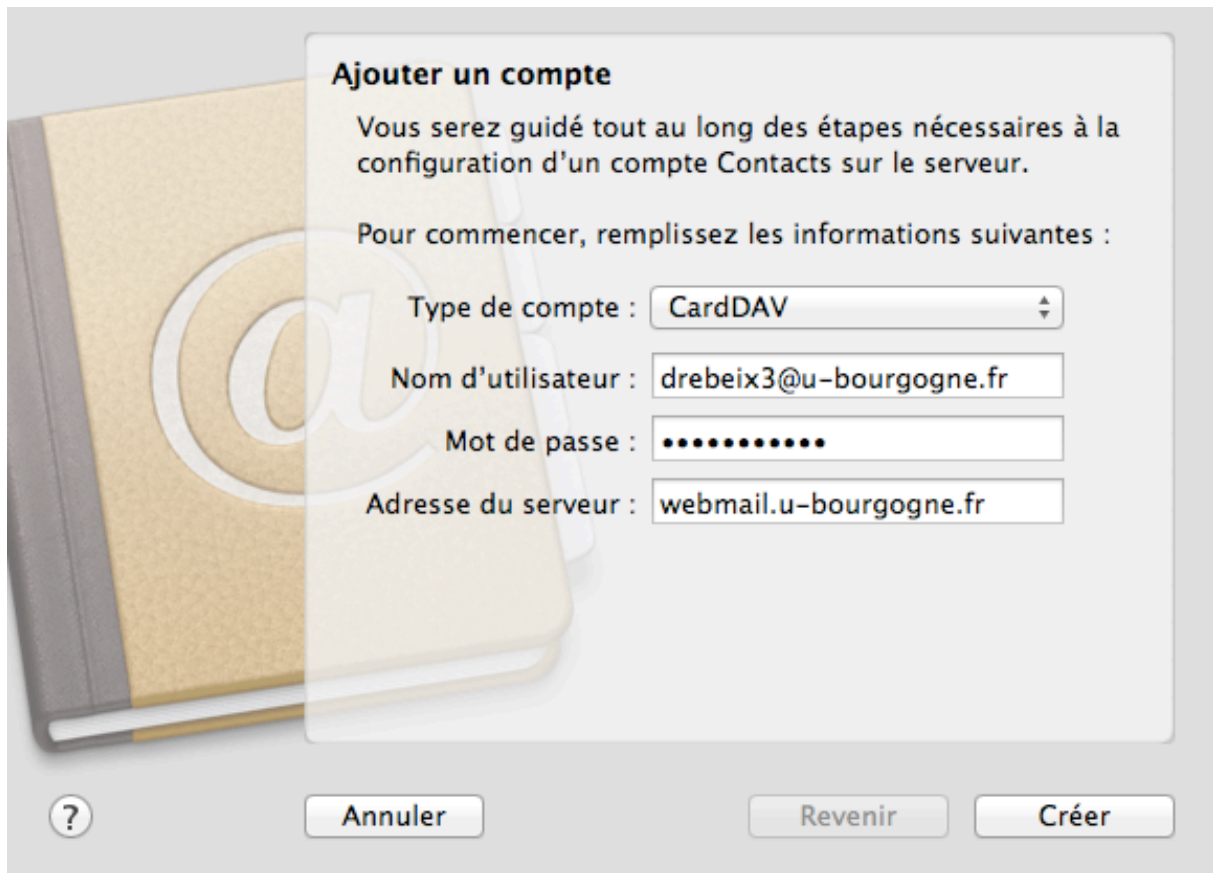 Ajouter un compte
Vous serez guidé tout au long des étapes nécessaires à la
configuration d'un compte Contacts sur le serveur.
Pour commencer, remplissez les informations suivantes :
Type de compte : CardDAV
Nom d'utilisateur : drebeix3@u-bourgogne.fr
Mot de passe : •••••••••••
Adresse du serveur : webmail.u-bourgogne.fr
? Annuler Revenir Créer